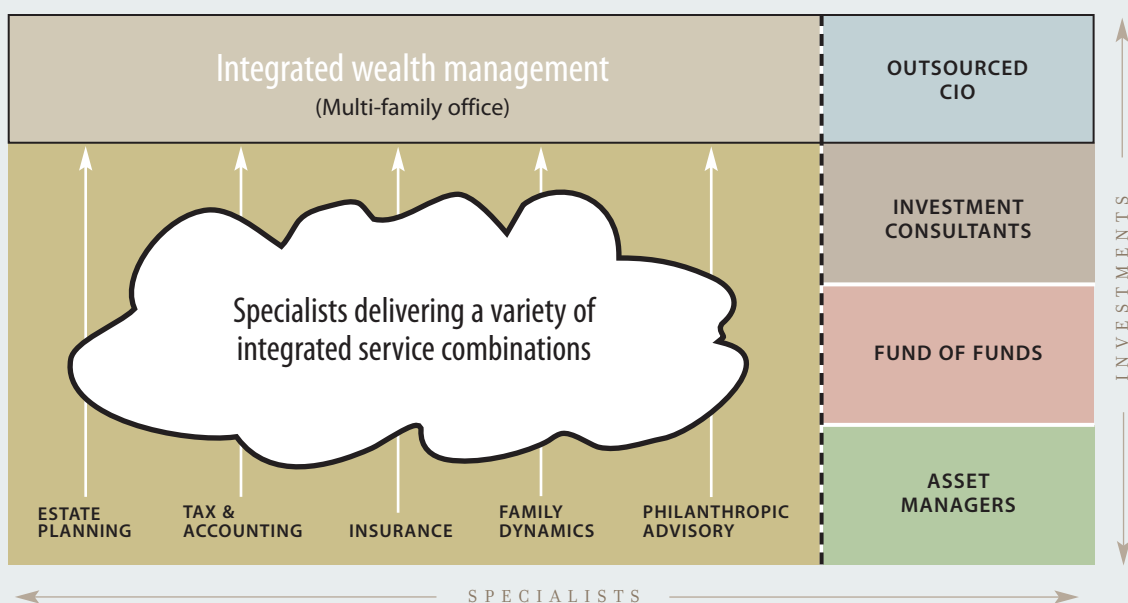 Integrated wealth management
(Multi-family office)
OUTSOURCED
CIO
INVESTMENT
CONSULTANTS
FUND OF FUNDS
ASSET
MANAGERS
INVESTMENTS
Specialists delivering a variety of
integrated service combinations
ESTATE
PLANNING
TAX &
ACCOUNTING
INSURANCE
FAMILY
DYNAMICS
PHILANTHROPIC
ADVISORY
SPECIALISTS